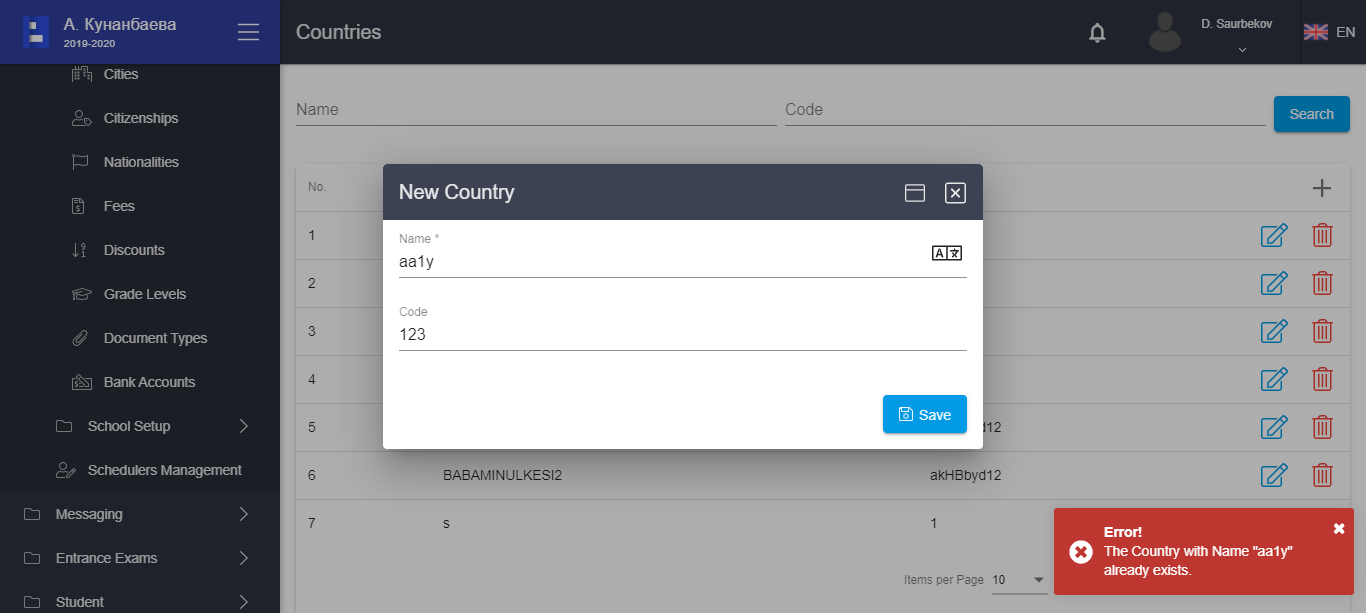 А. Кунанбаева
2019-2020
Countries
D. Saurbekov
EN
Cities
Citizenships
Nationalities
Fees
Discounts
Grade Levels
Document Types
Bank Accounts
School Setup
Schedulers Management
Messaging
Entrance Exams
Student
Name
Code
Search
No.
1
2
3
4
5
d12
6
BABAMINULKESI2
akHBbyd12
7
s
1
Items per Page
10
New Country
Name *
aa1y
Code
123
Save
Error!
The Country with Name "aa1y"
already exists.